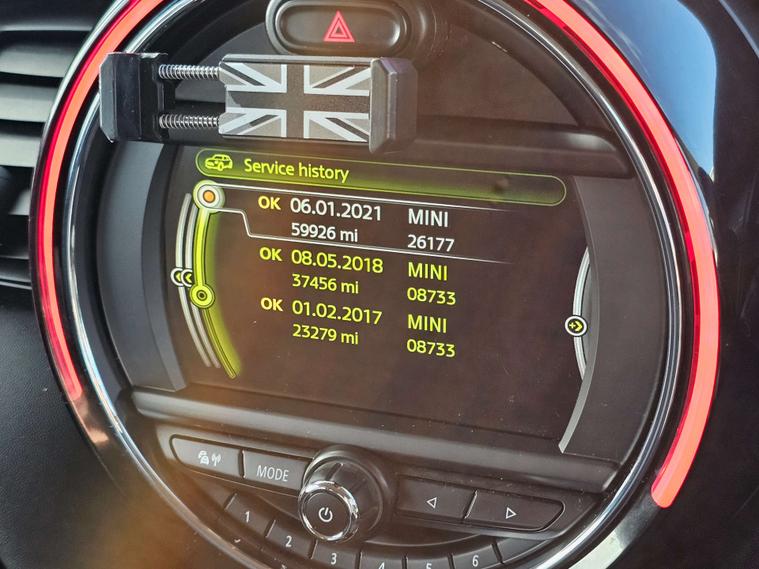 Service history
OK 06.01.2021 MINI
59926 mi 26177
OK 08.05.2018 MINI
37456 mi 08733
OK 01.02.2017 MINI
23279 mi 08733
MODE
1 2 3 4 5 6